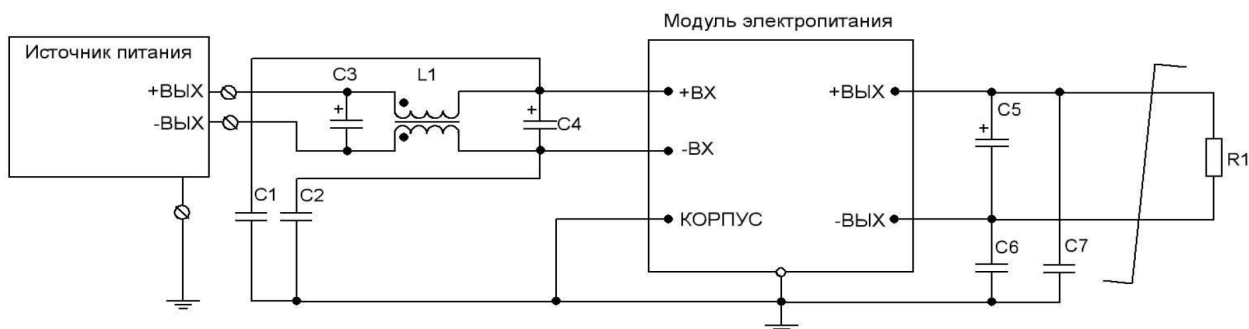 Модуль электропитания
Источник питания
+ВЫХ
-ВЫХ
C3
L1
+
+
C4
C1
C2
+ВХ
-ВХ
КОРПУС
+ВЫХ
-ВЫХ
C5
+
C6
C7
R1